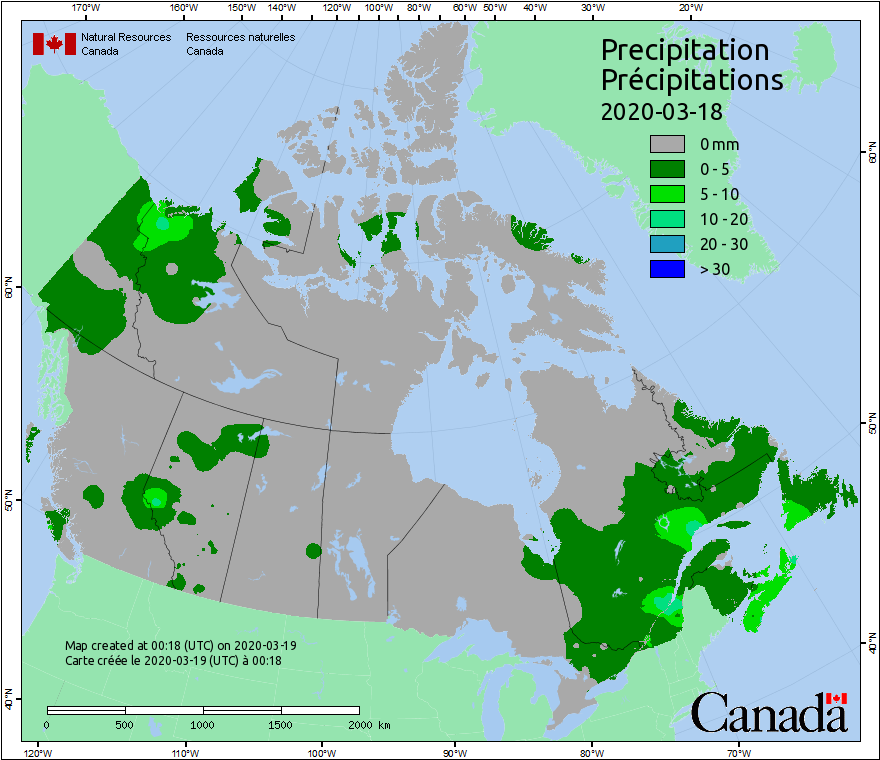 170°W 160°W 150°W 140°W 120°W 100°W 80°W 60°W 50°W 40°W 30°W 20°W
Natural Resources Canada
Ressources naturelles Canada
Precipitation
Précipitations
2020-03-18
0 mm
0 - 5
5 - 10
10 - 20
20 - 30
> 30
60°N
50°N
40°N
60°N
50°N
40°N
Map created at 00:18 (UTC) on 2020-03-19
Carte créée le 2020-03-19 (UTC) à 00:18
0 500 1000 1500 2000 km
Canada
120°W 110°W 100°W 90°W 80°W 70°W